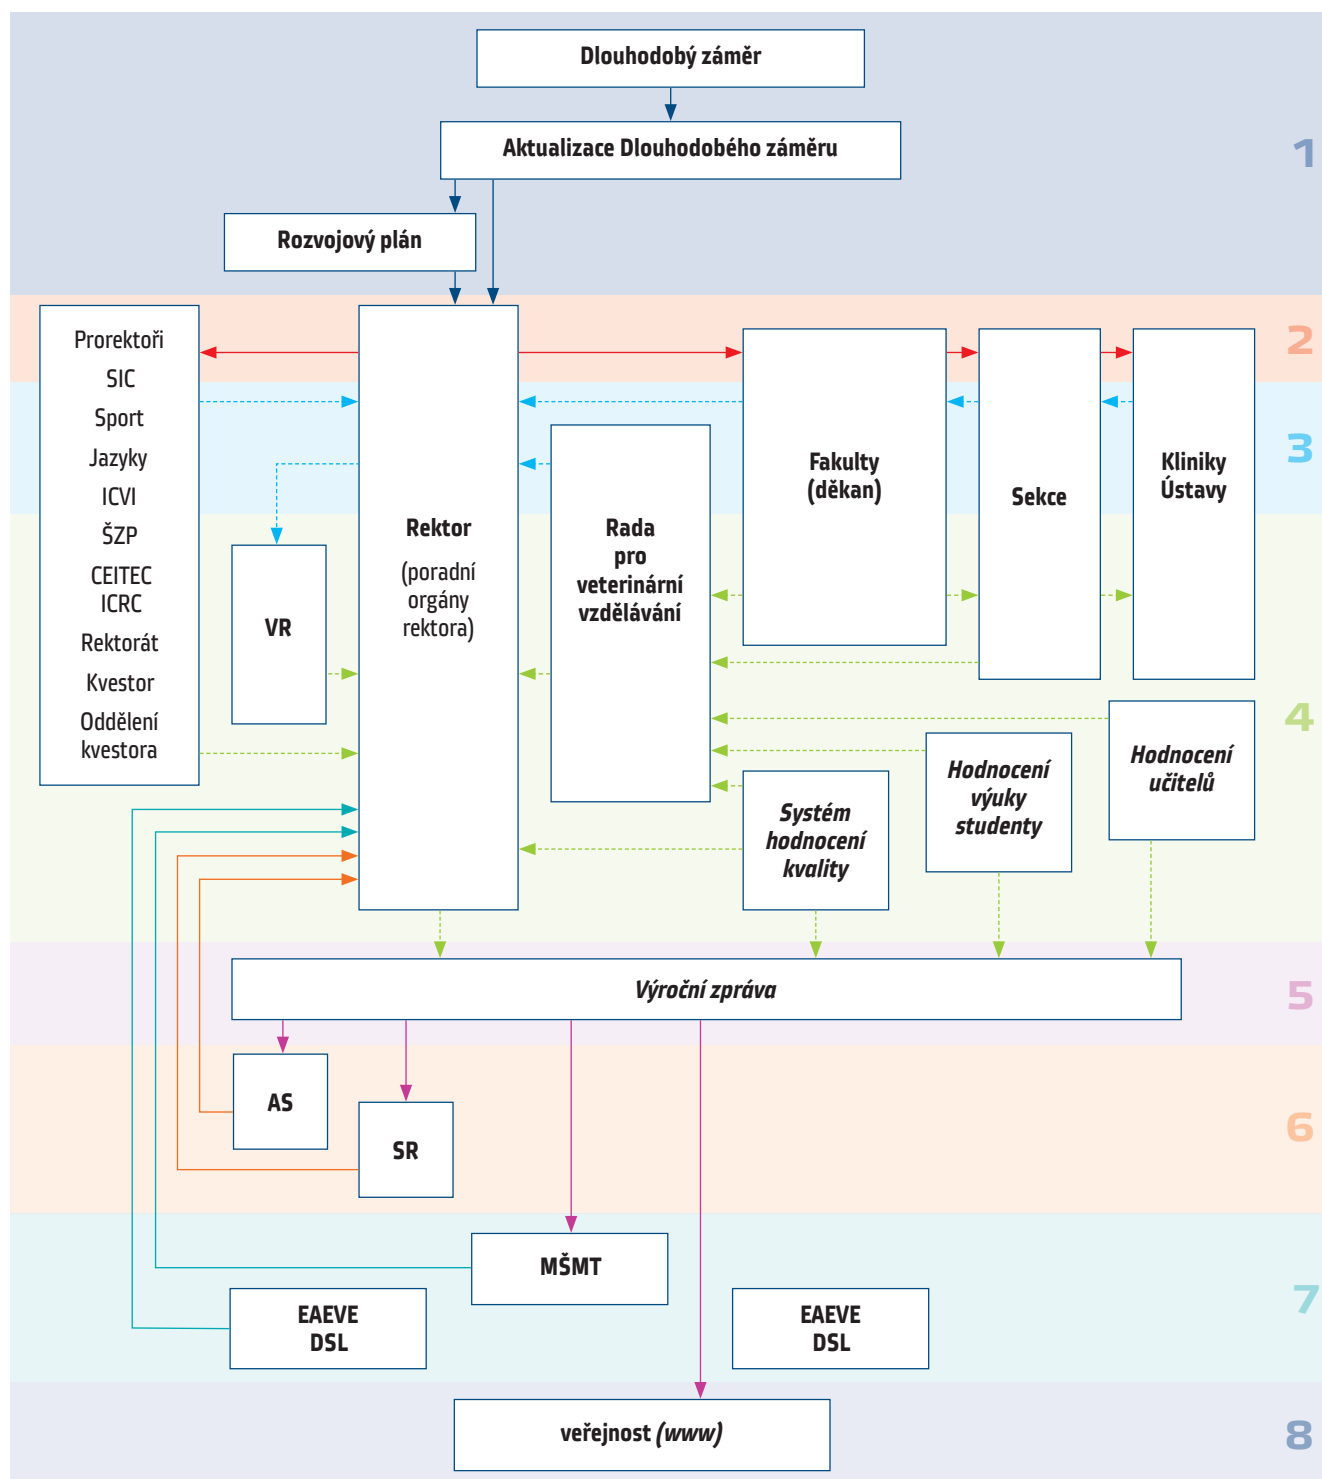 Dlouhodobý záměr
Aktualizace Dlouhodobého záměru
1
Rozvojový plán
2
Prorektoři
SIC
Sport
Jazyky
ICVI
ŠZP
CEITEC
ICRC
Rektorát
Kvestor
Oddělení
kvestora
VR
Rektor
(poradní
orgány
rektora)
Rada
pro
veterinární
vzdělávání
Fakulty
(děkan)
Sekce
Kliniky
Ústavy
3
4
Systém
hodnocení
kvality
Hodnocení
výuky
studenty
Hodnocení
učitelů
Výroční zpráva
5
AS
SR
6
MŠMT
EAEVE
DSL
EAEVE
DSL
7
veřejnost (www)
8